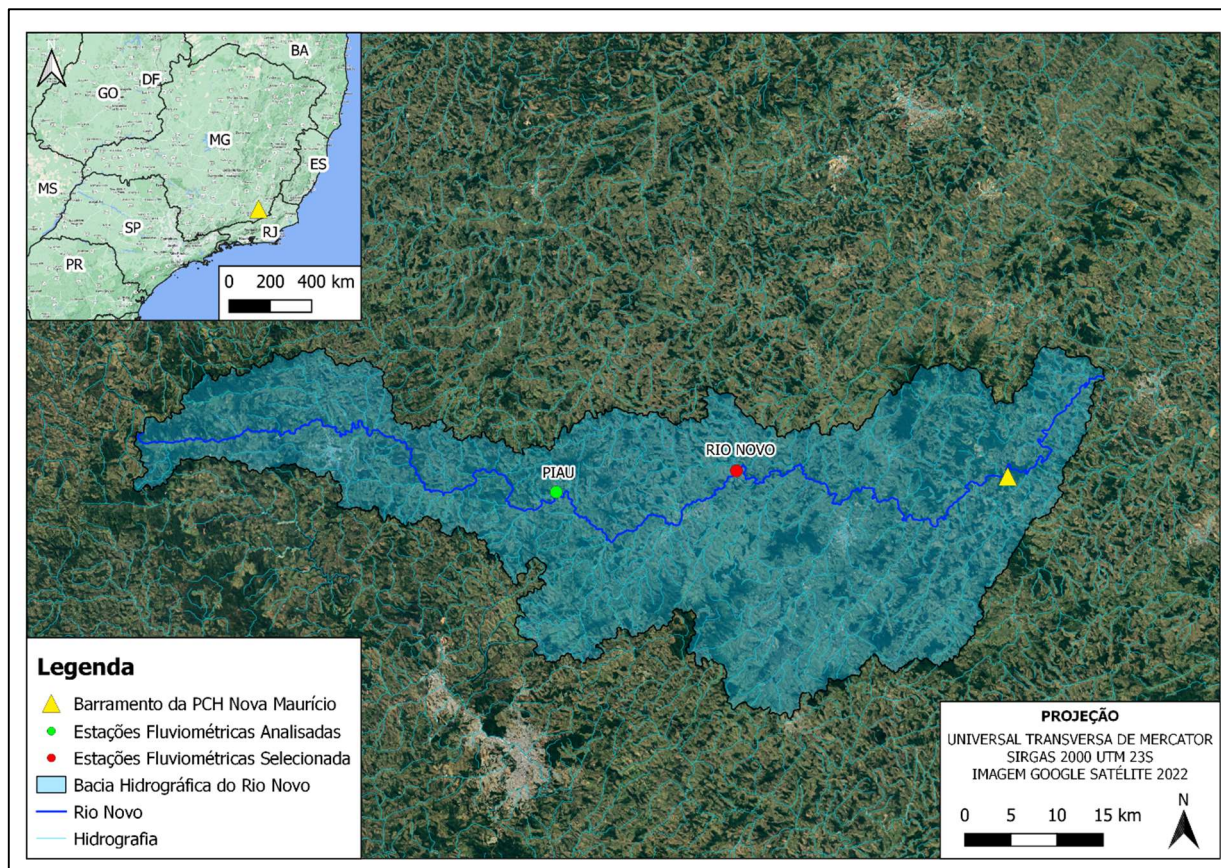 BA
DF
GO
MG
ES
MS
SP
RJ
PR
0 200 400 km
RIO NOVO
PIAU
Legenda
Barramento da PCH Nova Maurício
Estações Fluviométricas Analisadas
Estações Fluviométricas Selecionada
Bacia Hidrográfica do Rio Novo
Rio Novo
Hidrografia
PROJEÇÃO
UNIVERSAL TRANSVERSA DE MERCATOR
SIRGAS 2000 UTM 23S
IMAGEM GOOGLE SATÉLITE 2022
0 5 10 15 km
N